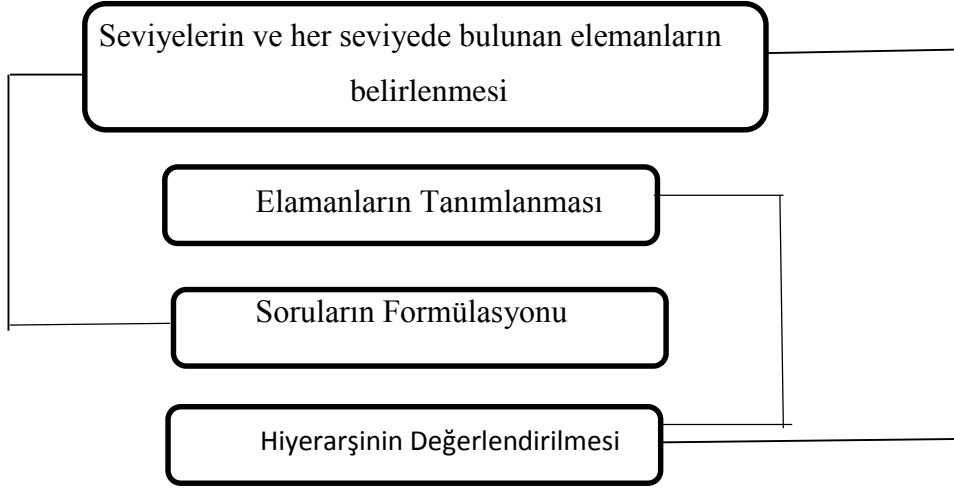 Seviyelerin ve her seviyede bulunan elemanların
belirlenmesi
Elamanların Tanımlanması
Soruların Formülasyonu
Hiyerarşinin Değerlendirilmesi